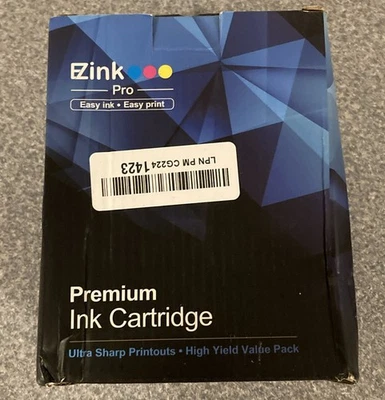 EZink
Pro
Easy ink • Easy print
LPN PM CG224 1423
Premium
Ink Cartridge
Ultra Sharp Printouts • High Yield Value Pack